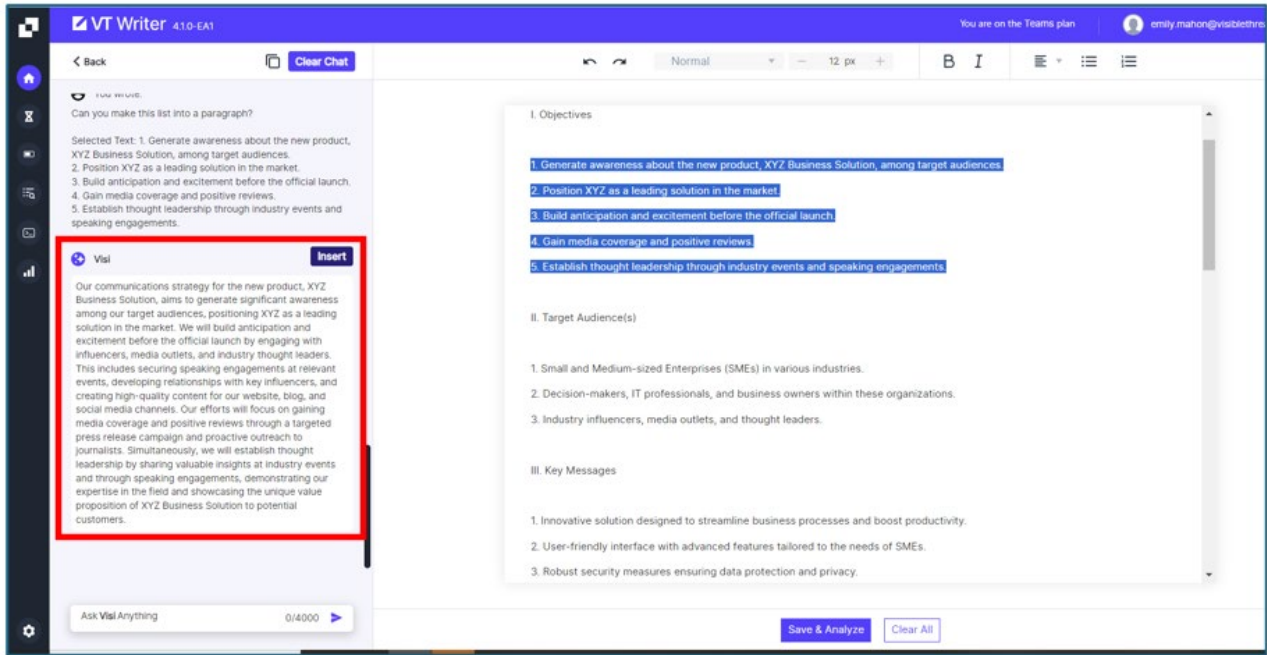 VT Writer 4.1.0-EA1
You are on the Teams plan
emily.mahon@visiblethrea
Back
Clear Chat
Normal
12 px
B I
You wrote:
Can you make this list into a paragraph?
Selected Text: 1. Generate awareness about the new product,
XYZ Business Solution, among target audiences.
2. Position XYZ as a leading solution in the market.
3. Build anticipation and excitement before the official launch.
4. Gain media coverage and positive reviews.
5. Establish thought leadership through industry events and
speaking engagements.
Visi
Insert
Our communications strategy for the new product, XYZ
Business Solution, aims to generate significant awareness
among our target audiences, positioning XYZ as a leading
solution in the market. We will build anticipation and
excitement before the official launch by engaging with
influencers, media outlets, and industry thought leaders.
This includes securing speaking engagements at relevant
events, developing relationships with key influencers, and
creating high-quality content for our website, blog, and
social media channels. Our efforts will focus on gaining
media coverage and positive reviews through a targeted
press release campaign and proactive outreach to
journalists. Simultaneously, we will establish thought
leadership by sharing valuable insights at industry events
and through speaking engagements, demonstrating our
expertise in the field and showcasing the unique value
proposition of XYZ Business Solution to potential
customers.
Ask Visi Anything
0/4000
I. Objectives
1. Generate awareness about the new product, XYZ Business Solution, among target audiences.
2. Position XYZ as a leading solution in the market.
3. Build anticipation and excitement before the official launch.
4. Gain media coverage and positive reviews.
5. Establish thought leadership through industry events and speaking engagements.
II. Target Audience(s)
1. Small and Medium-sized Enterprises (SMEs) in various industries.
2. Decision-makers, IT professionals, and business owners within these organizations.
3. Industry influencers, media outlets, and thought leaders.
III. Key Messages
1. Innovative solution designed to streamline business processes and boost productivity.
2. User-friendly interface with advanced features tailored to the needs of SMEs.
3. Robust security measures ensuring data protection and privacy.
Save & Analyze
Clear All